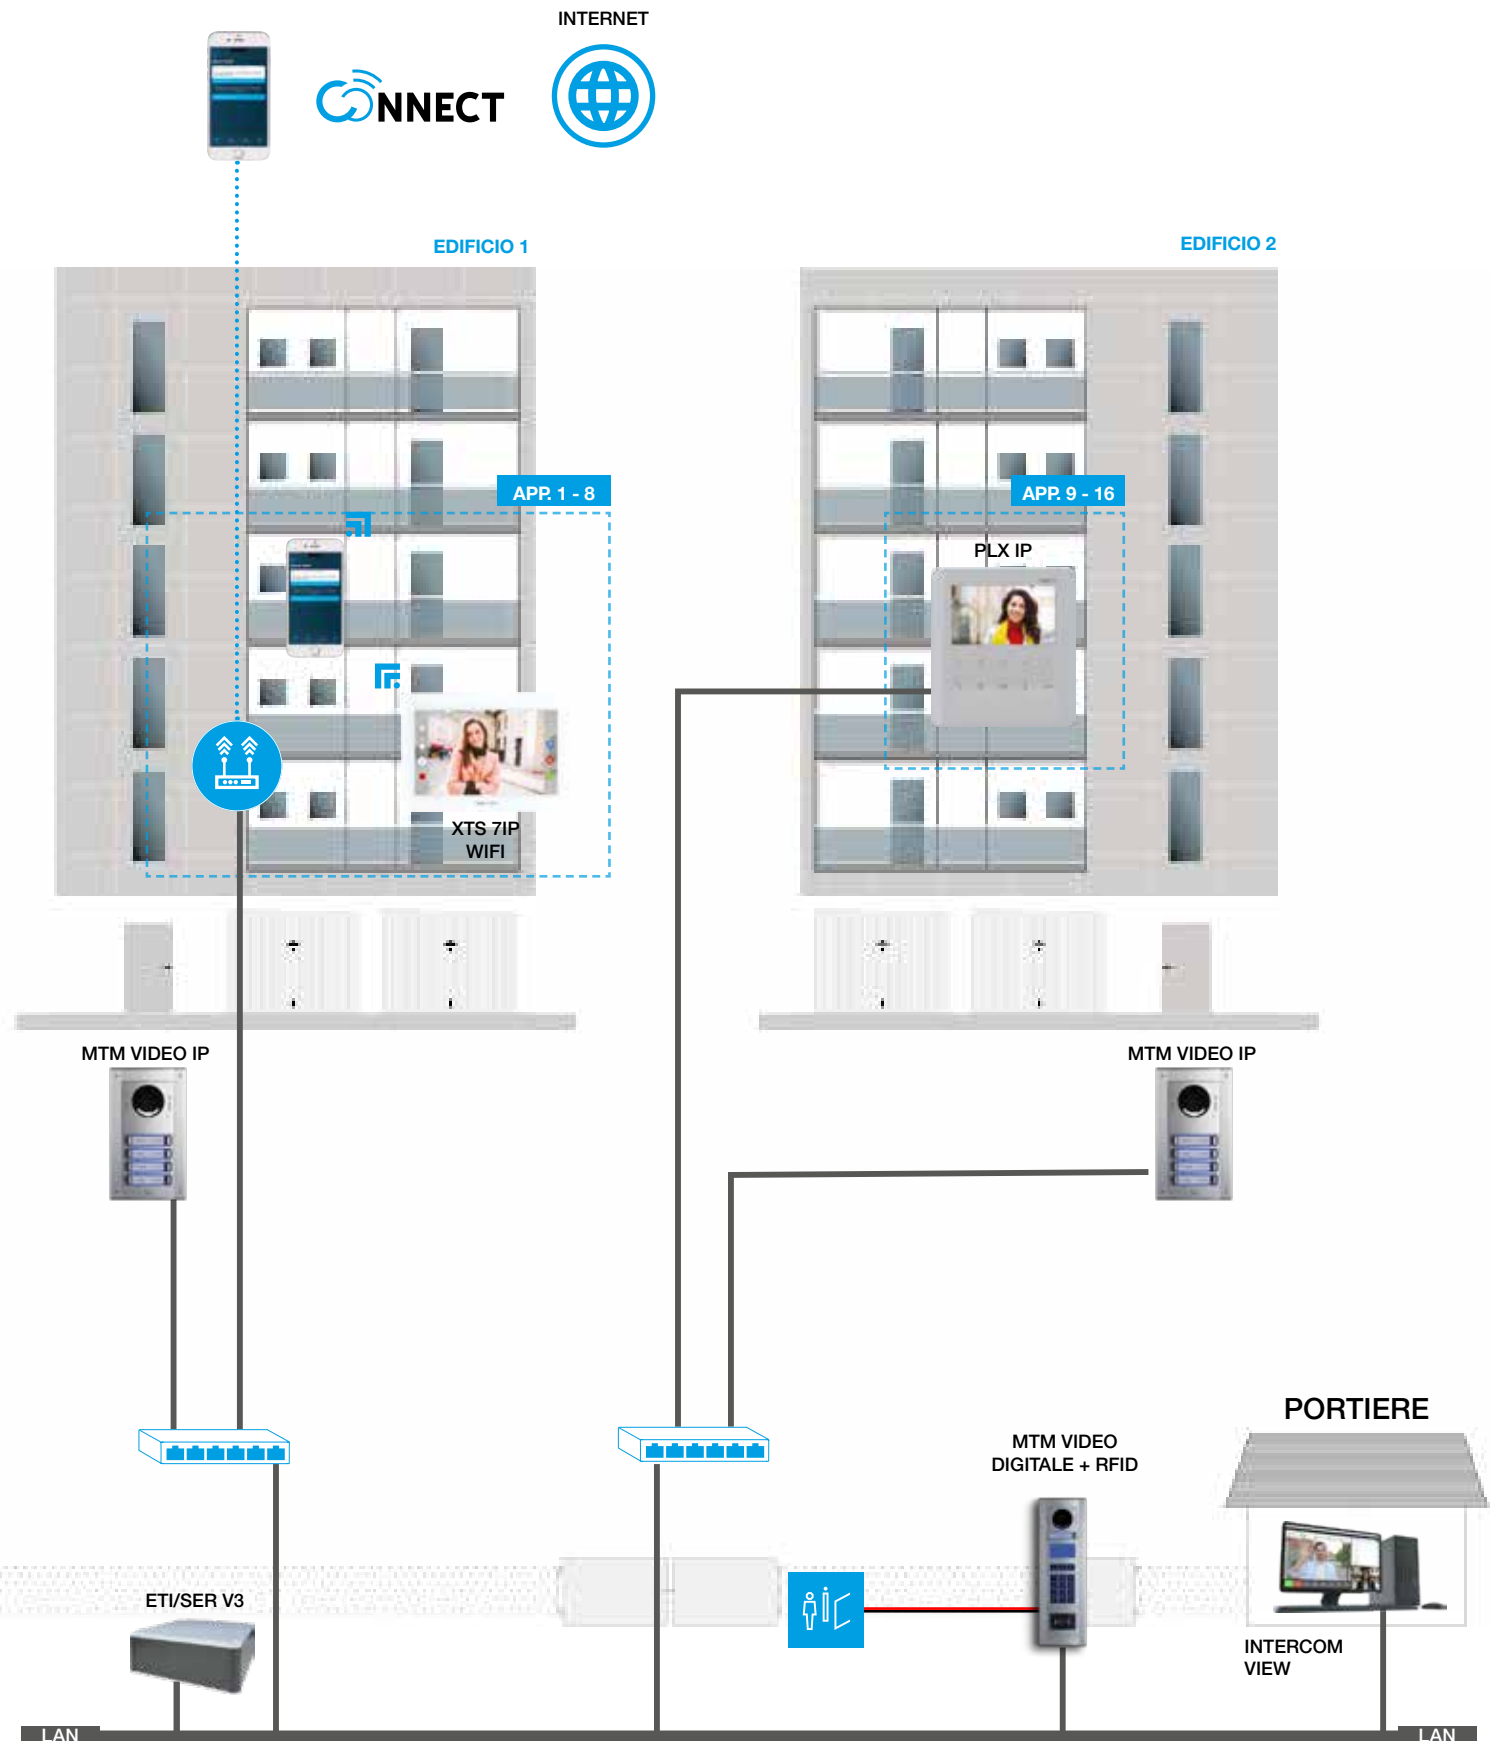 INTERNET
CONNECT
EDIFICIO 1
EDIFICIO 2
APP. 1 - 8
APP. 9 - 16
PLX IP
XTS 7IP
WIFI
MTM VIDEO IP
MTM VIDEO IP
PORTIERE
MTM VIDEO
DIGITALE + RFID
ETI/SER V3
INTERCOM
VIEW
LAN
LAN